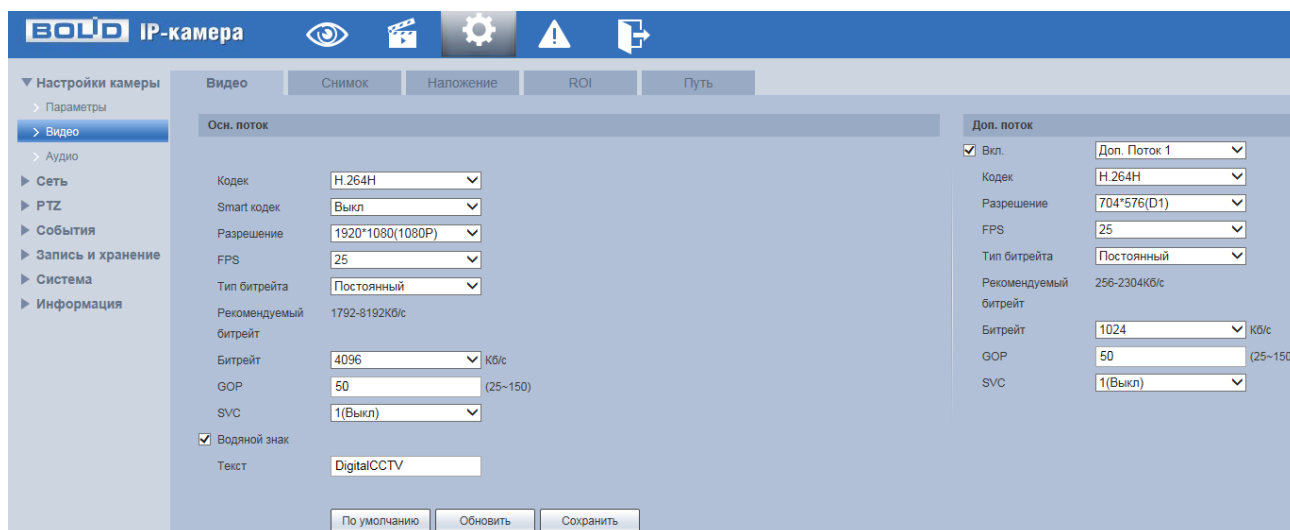 BOLID IP-камера
Настройки камеры
Параметры
Видео
Аудио
Сеть
PTZ
События
Запись и хранение
Система
Информация
Видео Снимок Наложение ROI Путь
Осн. поток
Кодек H.264H
Smart кодек Выкл
Разрешение 1920*1080(1080P)
FPS 25
Тип битрейта Постоянный
Рекомендуемый 1792-8192Кб/с
битрейт
Битрейт 4096 Кб/с
GOP 50 (25~150)
SVC 1(Выкл)
Водяной знак
Текст DigitalCCTV
По умолчанию Обновить Сохранить
Доп. поток
Вкл. Доп. Поток 1
Кодек H.264H
Разрешение 704*576(D1)
FPS 25
Тип битрейта Постоянный
Рекомендуемый 256-2304Кб/с
битрейт
Битрейт 1024 Кб/с
GOP 50 (25~150
SVC 1(Выкл)